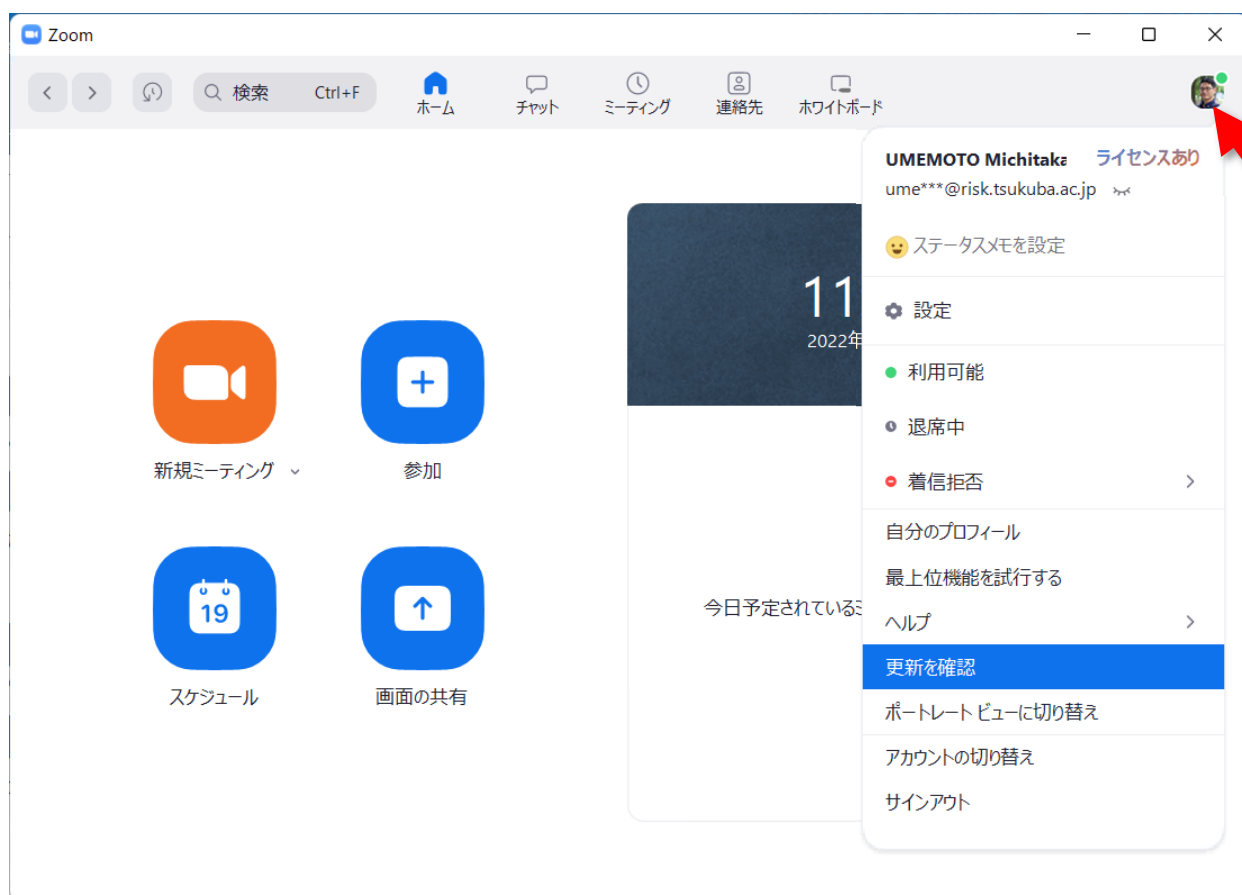 Zoom
検索 Ctrl+F
ホーム
チャット
ミーティング
連絡先
ホワイトボード
UMEMOTO Michitaka ライセンスあり
ume***@risk.tsukuba.ac.jp
ステータスメモを設定
設定
利用可能
退席中
着信拒否
自分のプロフィール
最上位機能を試行する
ヘルプ
更新を確認
ポートレート ビューに切り替え
アカウントの切り替え
サインアウト
11
2022年
新規ミーティング
参加
19
スケジュール
画面の共有
今日予定されている